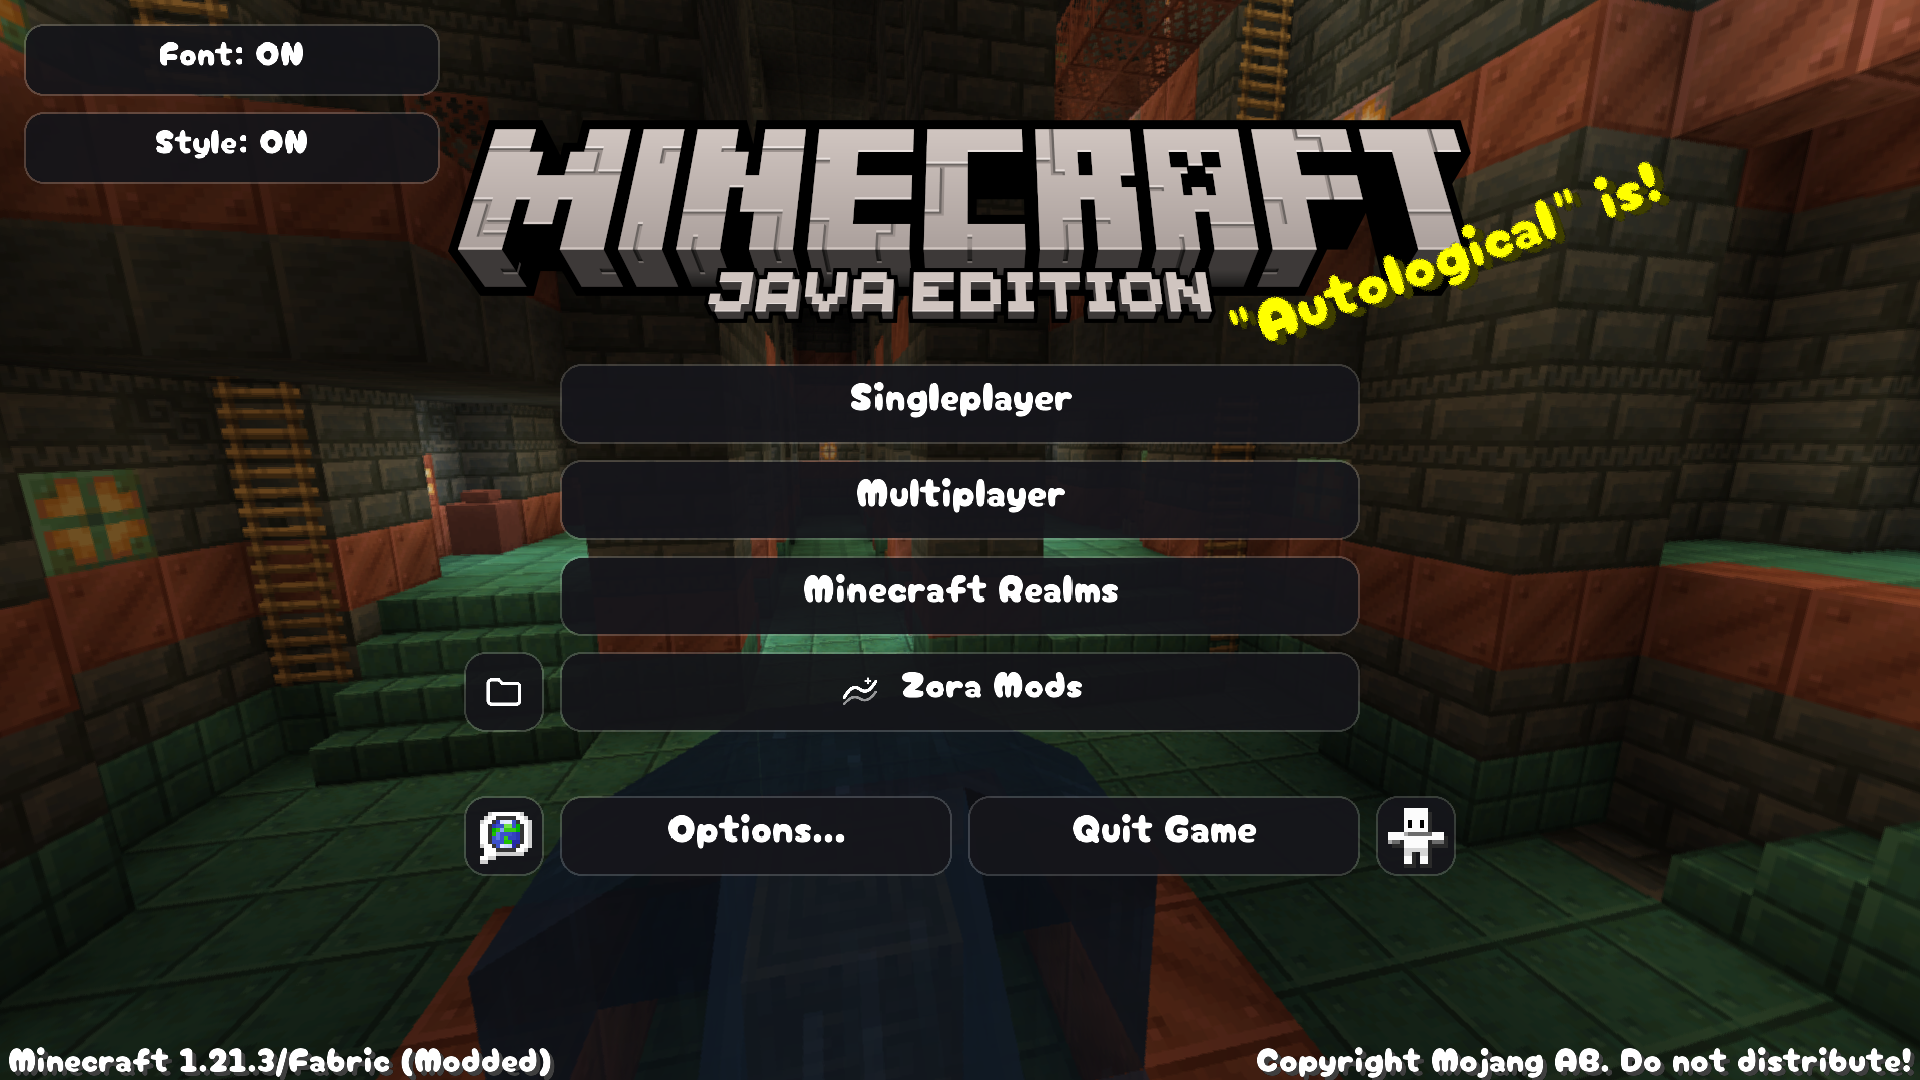 Font: ON
Style: ON
MINECRAFT
JAVA EDITION
"Autological" is!
Singleplayer
Multiplayer
Minecraft Realms
Zora Mods
Options...
Quit Game
Minecraft 1.21.3/Fabric (Modded)
Copyright Mojang AB. Do not distribute!